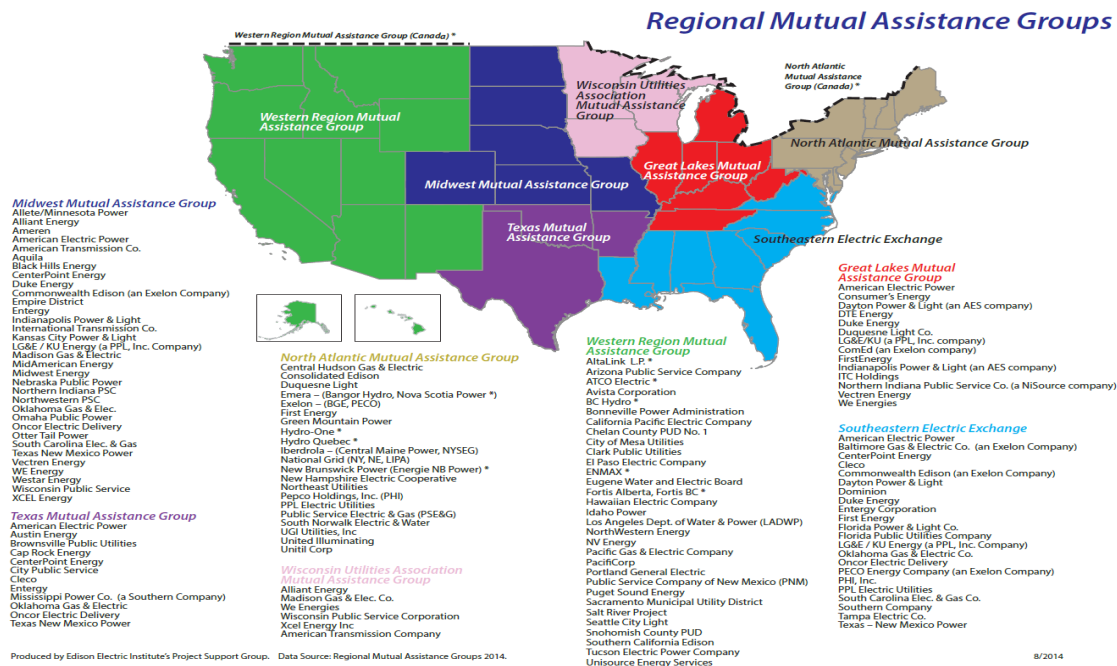 Regional Mutual Assistance Groups
Western Region Mutual Assistance Group (Canada) *
North Atlantic
Mutual Assistance
Group (Canada) *
Wisconsin Utilities
Association
Mutual Assistance
Group
Western Region Mutual
Assistance Group
North Atlantic Mutual Assistance Group
Great Lakes Mutual
Assistance Group
Midwest Mutual Assistance Group
Texas Mutual
Assistance Group
Southeastern Electric Exchange
Midwest Mutual Assistance Group
Allete/Minnesota Power
Alliant Energy
Ameren
American Electric Power
American Transmission Co.
Aquila
Black Hills Energy
CenterPoint Energy
Duke Energy
Commonwealth Edison (an Exelon Company)
Empire District
Entergy
Indianapolis Power & Light
International Transmission Co.
Kansas City Power & Light
LG&E / KU Energy (a PPL, Inc. Company)
Madison Gas & Electric
MidAmerican Energy
Midwest Energy
Nebraska Public Power
Northern Indiana PSC
Northwestern PSC
Oklahoma Gas & Elec.
Omaha Public Power
Oncor Electric Delivery
Otter Tail Power
South Carolina Elec. & Gas
Texas New Mexico Power
Vectren Energy
WE Energy
Westar Energy
Wisconsin Public Service
XCEL Energy
Texas Mutual Assistance Group
American Electric Power
Austin Energy
Brownsville Public Utilities
Cap Rock Energy
CenterPoint Energy
City Public Service
Cleco
Entergy
Mississippi Power Co. (a Southern Company)
Oklahoma Gas & Electric
Oncor Electric Delivery
Texas New Mexico Power
North Atlantic Mutual Assistance Group
Central Hudson Gas & Electric
Consolidated Edison
Duquesne Light
Emera – (Bangor Hydro, Nova Scotia Power *)
Exelon – (BGE, PECO)
First Energy
Green Mountain Power
Hydro-One *
Hydro Quebec *
Iberdrola – (Central Maine Power, NYSEG)
National Grid (NY, NE, LIPA)
New Brunswick Power (Energie NB Power) *
New Hampshire Electric Cooperative
Northeast Utilities
Pepco Holdings, Inc. (PHI)
PPL Electric Utilities
Public Service Electric & Gas (PSE&G)
South Norwalk Electric & Water
UGI Utilities, Inc
United Illuminating
Unitil Corp
Wisconsin Utilities Association
Mutual Assistance Group
Alliant Energy
Madison Gas & Elec. Co.
We Energies
Wisconsin Public Service Corporation
Xcel Energy Inc
American Transmission Company
Western Region Mutual
Assistance Group
AltaLink L.P. *
Arizona Public Service Company
ATCO Electric *
Avista Corporation
BC Hydro *
Bonneville Power Administration
California Pacific Electric Company
Chelan County PUD No. 1
City of Mesa Utilities
Clark Public Utilities
El Paso Electric Company
ENMAX *
Eugene Water and Electric Board
Fortis Alberta, Fortis BC *
Hawaiian Electric Company
Idaho Power
Los Angeles Dept. of Water & Power (LADWP)
NorthWestern Energy
NV Energy
Pacific Gas & Electric Company
PacifiCorp
Portland General Electric
Public Service Company of New Mexico (PNM)
Puget Sound Energy
Sacramento Municipal Utility District
Salt River Project
Seattle City Light
Snohomish County PUD
Southern California Edison
Tucson Electric Power Company
Unisource Energy Services
Great Lakes Mutual
Assistance Group
American Electric Power
Consumer's Energy
Dayton Power & Light (an AES company)
DTE Energy
Duke Energy
Duquesne Light Co.
LG&E/KU (a PPL, Inc. company)
ComEd (an Exelon company)
FirstEnergy
Indianapolis Power & Light (an AES company)
ITC Holdings
Northern Indiana Public Service Co. (a NiSource company)
Vectren Energy
We Energies
Southeastern Electric Exchange
American Electric Power
Baltimore Gas & Electric Co. (an Exelon Company)
CenterPoint Energy
Cleco
Commonwealth Edison (an Exelon Company)
Dayton Power & Light
Dominion
Duke Energy
Entergy Corporation
First Energy
Florida Power & Light Co.
Florida Public Utilities Company
LG&E / KU Energy (a PPL, Inc. Company)
Oklahoma Gas & Electric Co.
Oncor Electric Delivery
PECO Energy Company (an Exelon Company)
PHI, Inc.
PPL Electric Utilities
South Carolina Elec. & Gas Co.
Southern Company
Tampa Electric Co.
Texas – New Mexico Power
Produced by Edison Electric Institute's Project Support Group. Data Source: Regional Mutual Assistance Groups 2014.
8/2014